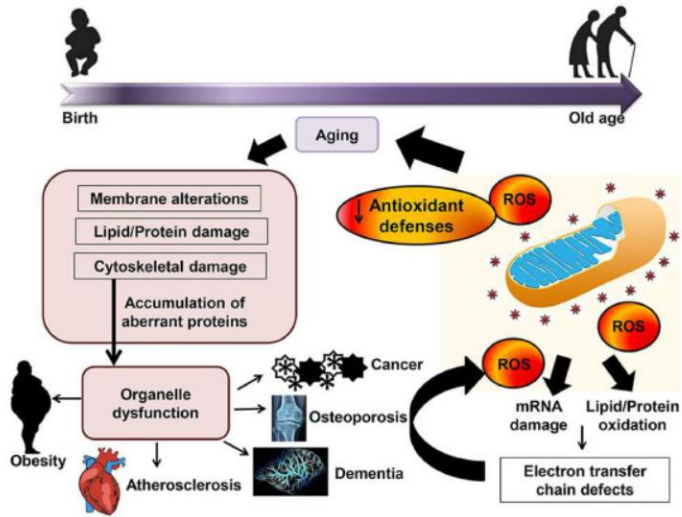 Birth
Old age
Aging
Membrane alterations
Lipid/Protein damage
Cytoskeletal damage
Accumulation of
aberrant proteins
↓ Antioxidant
defenses
ROS
ROS
ROS
mRNA
damage
Lipid/Protein
oxidation
Electron transfer
chain defects
Organelle
dysfunction
Cancer
Osteoporosis
Dementia
Atherosclerosis
Obesity